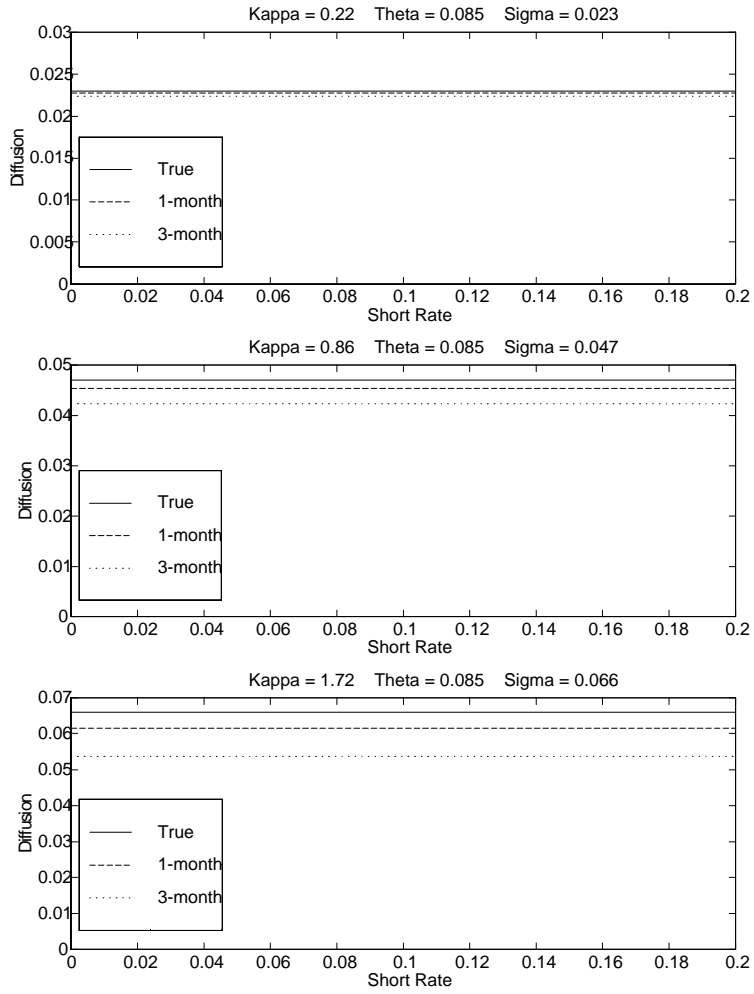 Kappa = 0.22 Theta = 0.085 Sigma = 0.023
0.03
0.025
0.02
0.015
0.01
0.005
0
Diffusion
True
1-month
3-month
0 0.02 0.04 0.06 0.08 0.1 0.12 0.14 0.16 0.18 0.2
Short Rate
Kappa = 0.86 Theta = 0.085 Sigma = 0.047
0.05
0.04
0.03
0.02
0.01
0
Diffusion
True
1-month
3-month
0 0.02 0.04 0.06 0.08 0.1 0.12 0.14 0.16 0.18 0.2
Short Rate
Kappa = 1.72 Theta = 0.085 Sigma = 0.066
0.07
0.06
0.05
0.04
0.03
0.02
0.01
0
Diffusion
True
1-month
3-month
0 0.02 0.04 0.06 0.08 0.1 0.12 0.14 0.16 0.18 0.2
Short Rate